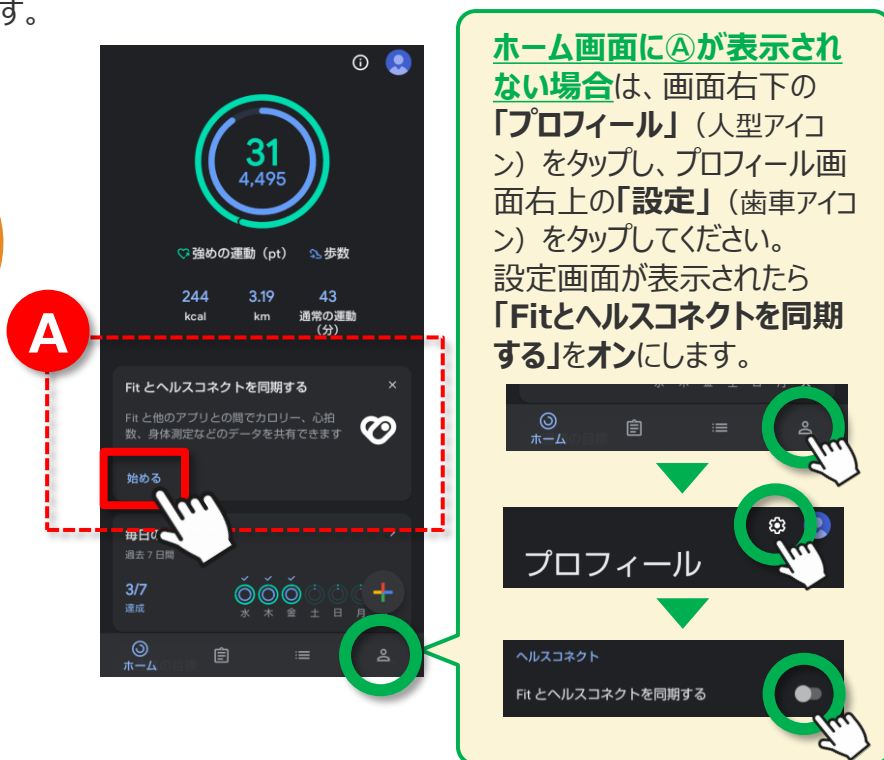 す。
31
4,495
強めの運動（pt） 歩数
244 3.19 43
kcal km 通常の運動
（分）
A
Fit とヘルスコネクトを同期する ×
Fit と他のアプリとの間でカロリー、心拍
数、身体測定などのデータを共有できます
始める
毎日の
過去 7 日間
3/7
達成
水 木 金 土 日 月
ホーム
ホーム画面にⒶが表示され
ない場合は、画面右下の
「プロフィール」（人型アイコ
ン）をタップし、プロフィール画
面右上の「設定」（歯車アイコ
ン）をタップしてください。
設定画面が表示されたら
「Fitとヘルスコネクトを同期
する」をオンにします。
ホーム
プロフィール
ヘルスコネクト
Fit とヘルスコネクトを同期する